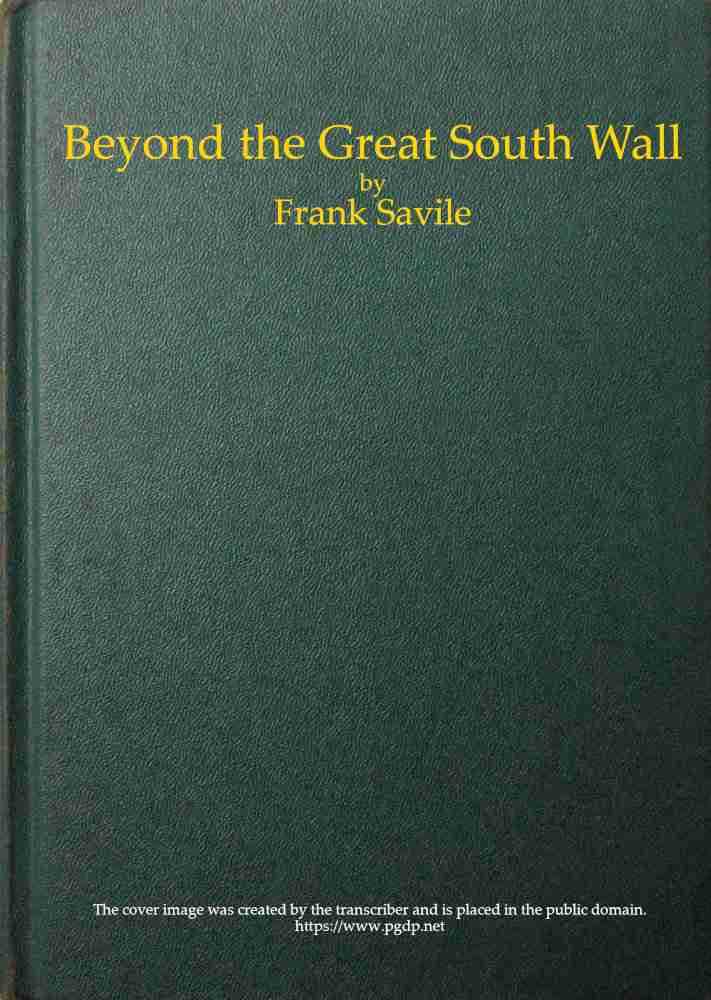 Beyond the Great South Wall
by
Frank Savile
The cover image was created by the transcriber and is placed in the public domain.
https://www.pgdp.net